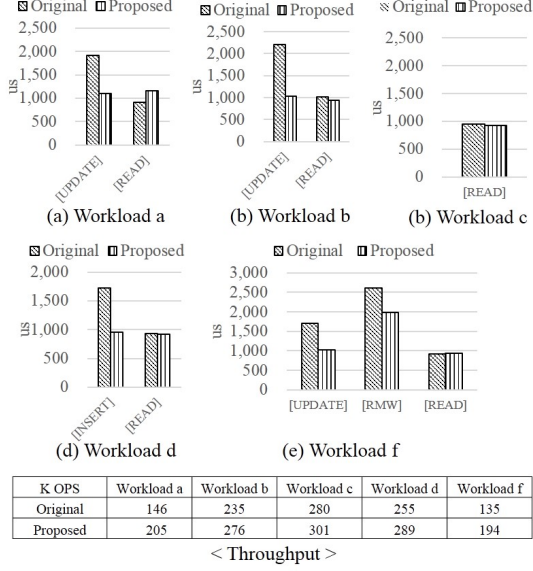 Original Proposed
2,500
2,000
1,500
1,000
500
0
us
[UPDATE] [READ]
(a) Workload a
Original Proposed
2,500
2,000
1,500
1,000
500
0
us
[UPDATE] [READ]
(b) Workload b
Original Proposed
2,500
2,000
1,500
1,000
500
0
us
[READ]
(b) Workload c
Original Proposed
2,000
1,500
1,000
500
0
us
[INSERT] [READ]
(d) Workload d
Original Proposed
3,000
2,500
2,000
1,500
1,000
500
0
us
[UPDATE] [RMW] [READ]
(e) Workload f
K OPS Workload a Workload b Workload c Workload d Workload f
Original 146 235 280 255 135
Proposed 205 276 301 289 194
< Throughput >